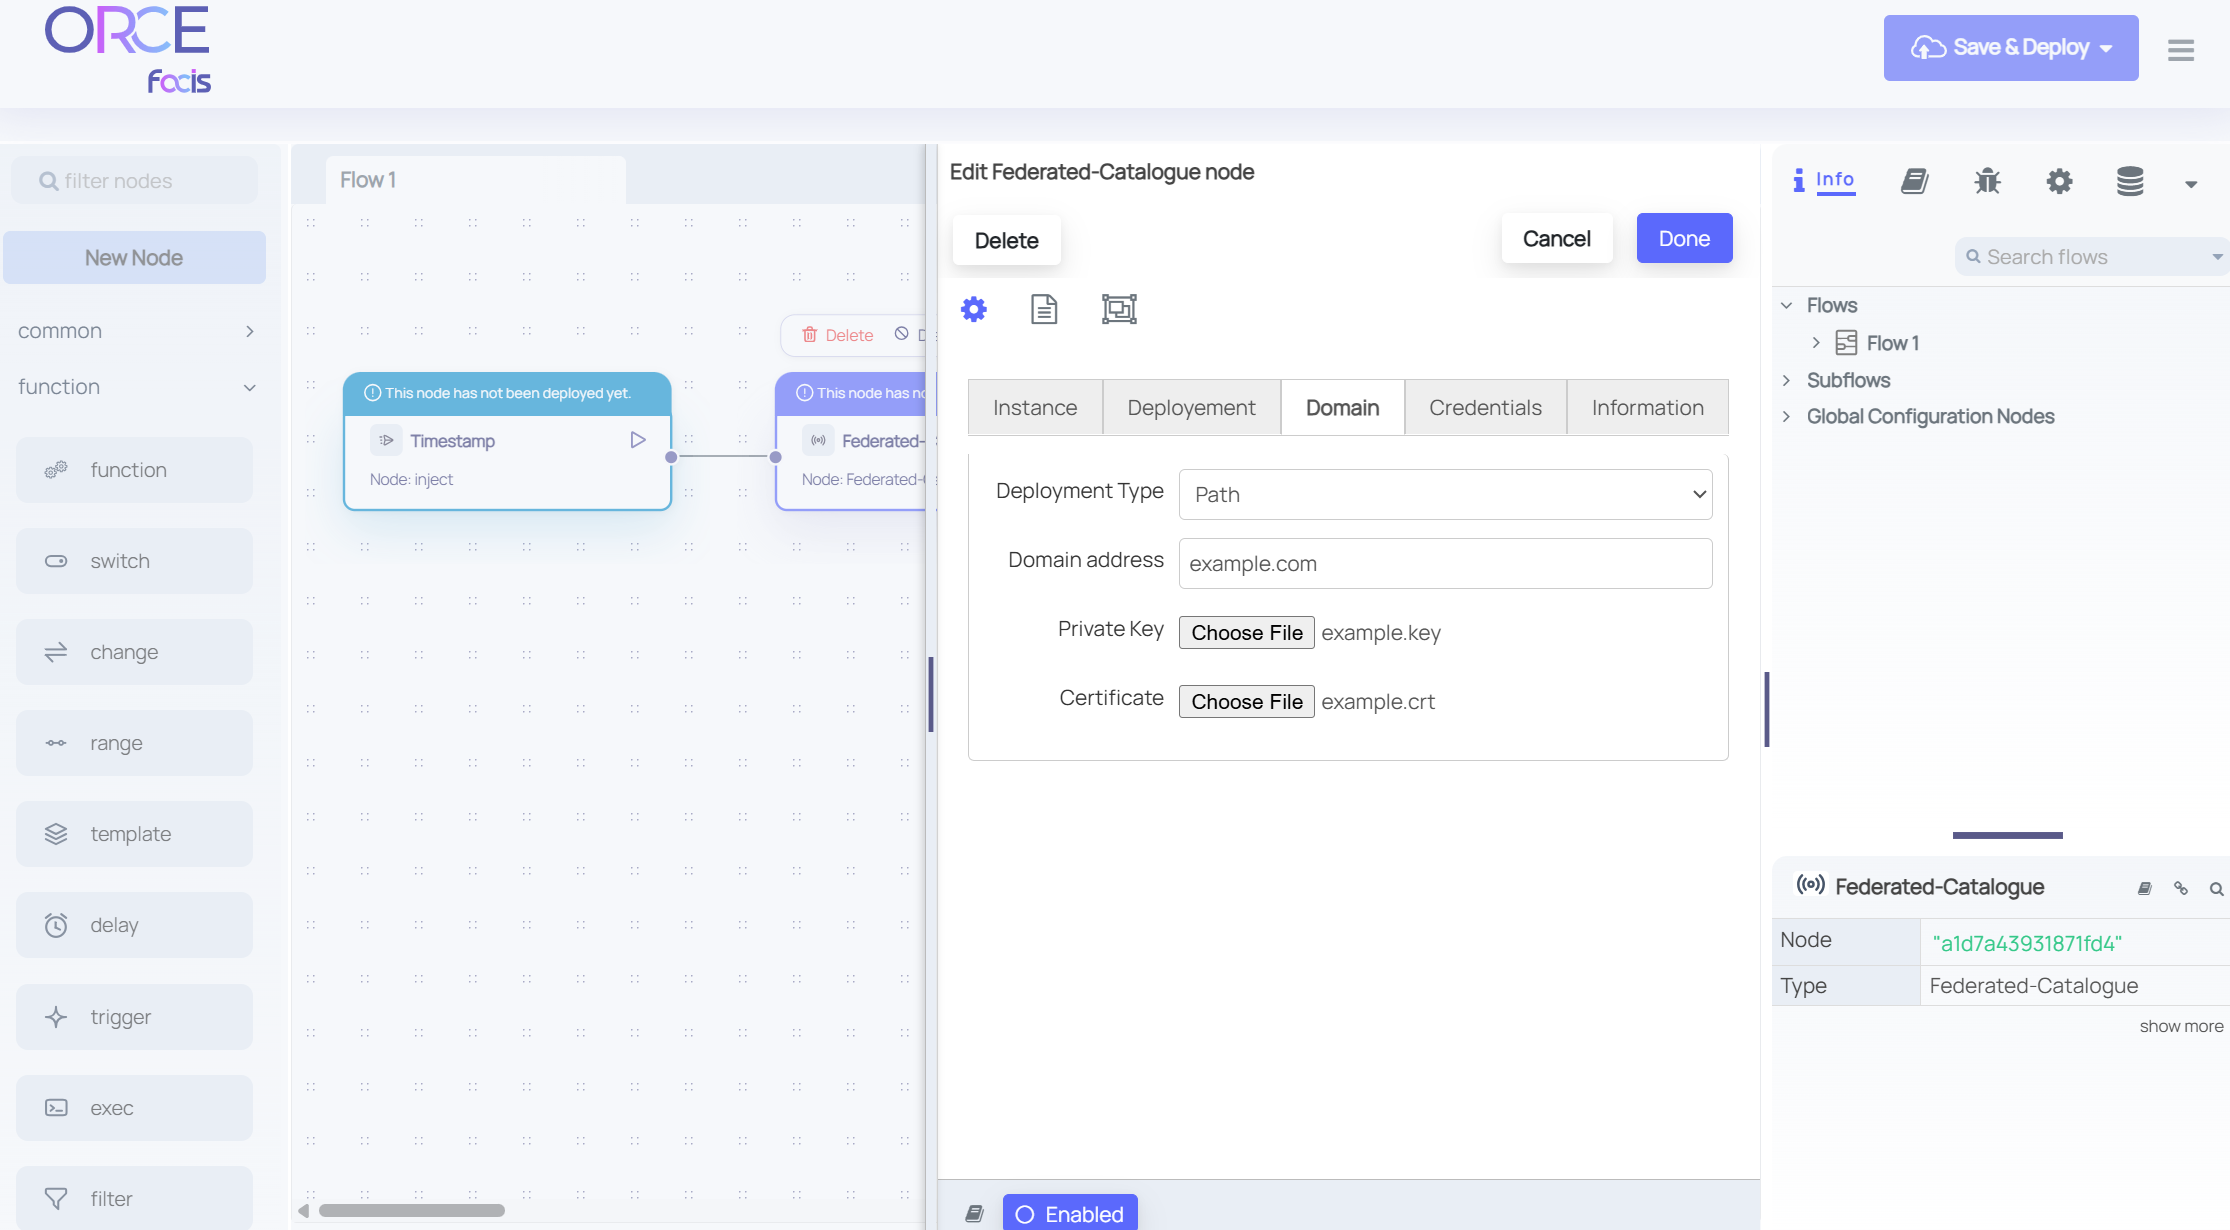 ORCE
facis
Save & Deploy
filter nodes
New Node
common
function
function
switch
change
range
template
delay
trigger
exec
filter
Flow 1
Delete
This node has not been deployed yet.
Timestamp
Node: inject
This node has no
Federated-
Node: Federated-
Edit Federated-Catalogue node
Delete
Cancel
Done
Instance
Deployement
Domain
Credentials
Information
Deployment Type
Path
Domain address
example.com
Private Key
Choose File example.key
Certificate
Choose File example.crt
Enabled
Info
Search flows
Flows
Flow 1
Subflows
Global Configuration Nodes
Federated-Catalogue
Node "a1d7a43931871fd4"
Type Federated-Catalogue
show more